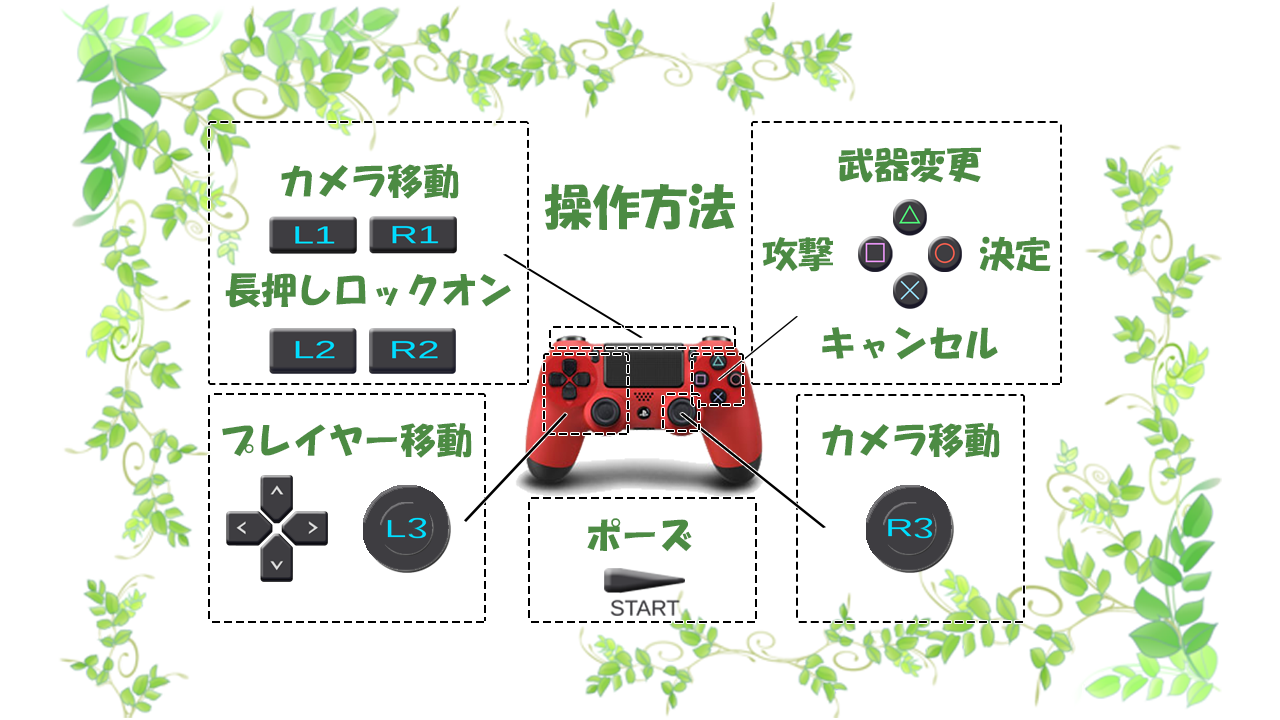 操作方法
カメラ移動
L1 R1
長押しロックオン
L2 R2
武器変更
攻撃
決定
キャンセル
プレイヤー移動
L3
ポーズ
START
カメラ移動
R3